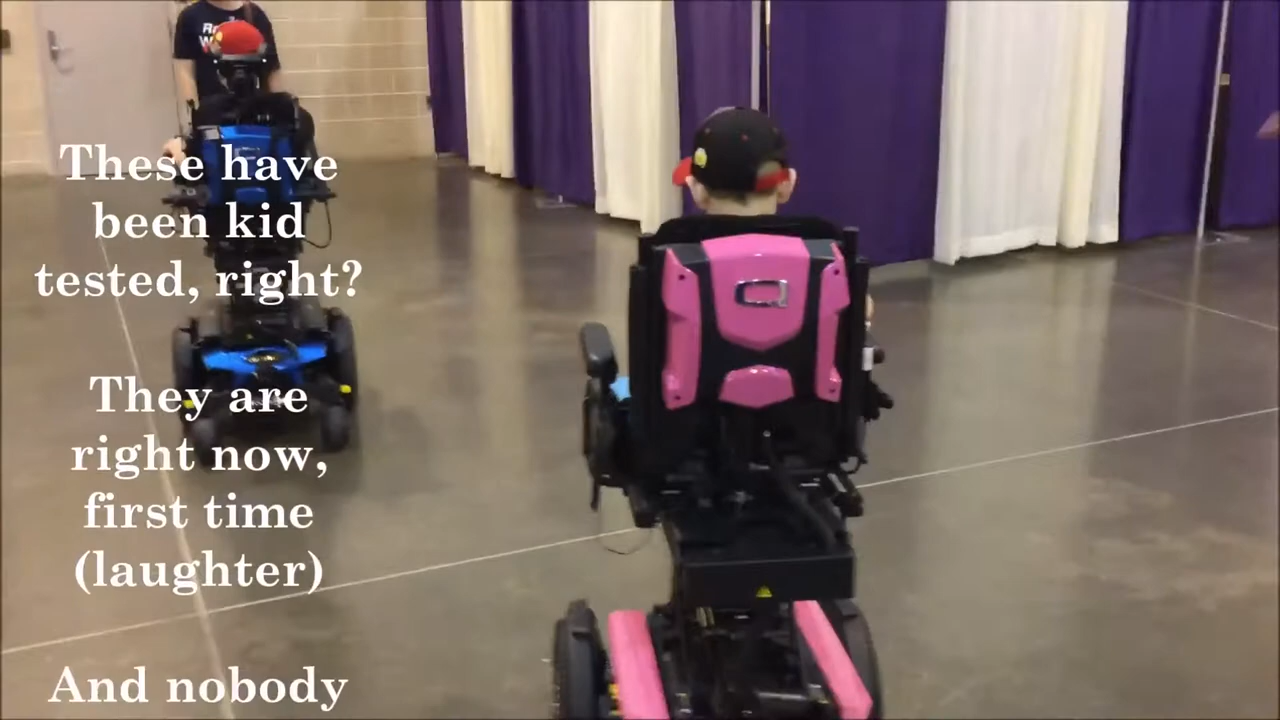 These have
been kid
tested, right?
They are
right now,
first time
(laughter)
And nobody